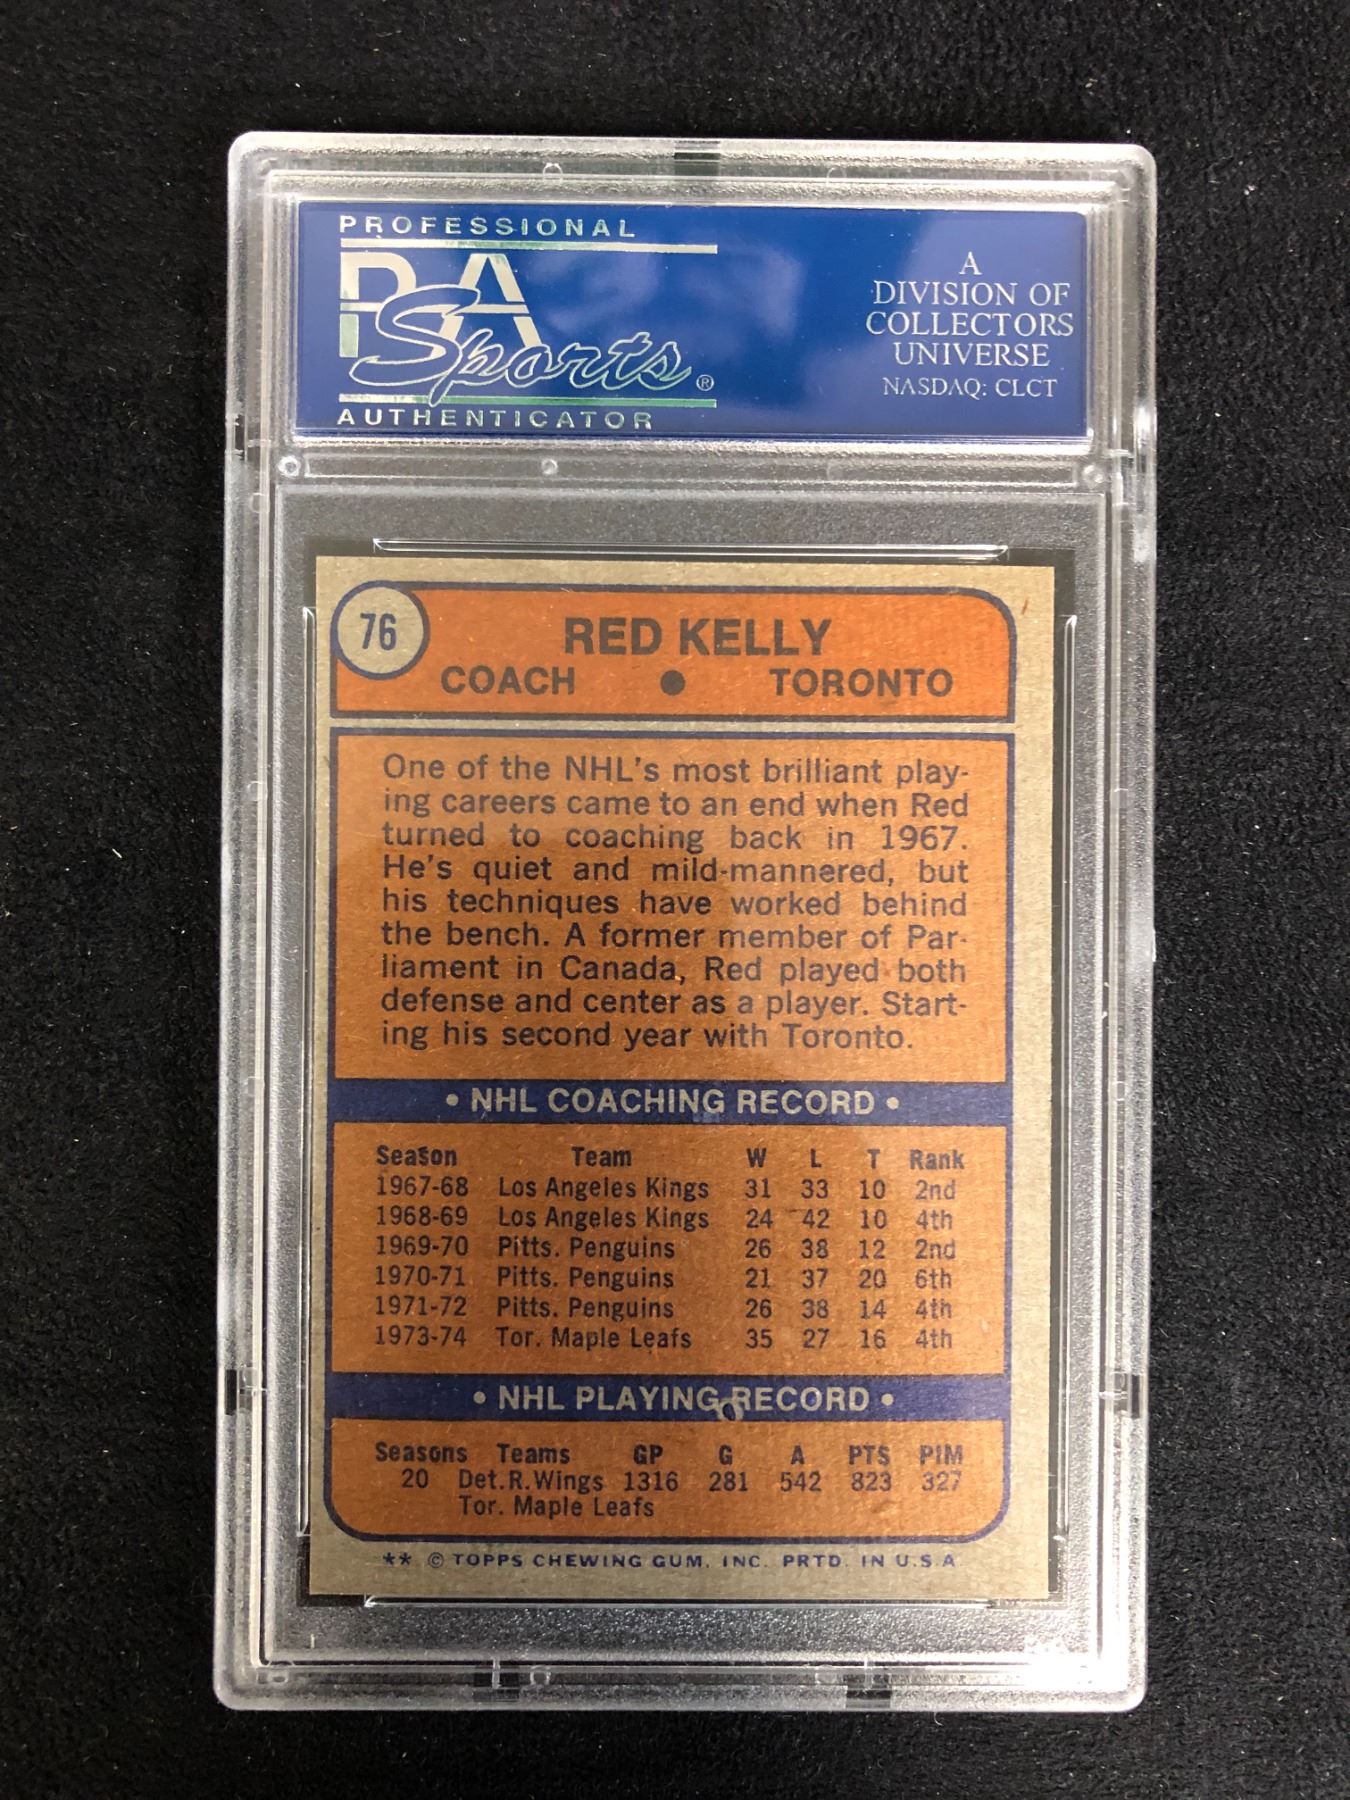 PROFESSIONAL
PSA
Sports®
AUTHENTICATOR
A
DIVISION OF
COLLECTORS
UNIVERSE
NASDAQ: CLCT
76
RED KELLY
COACH ● TORONTO
One of the NHL's most brilliant play-
ing careers came to an end when Red
turned to coaching back in 1967.
He's quiet and mild-mannered, but
his techniques have worked behind
the bench. A former member of Par-
liament in Canada, Red played both
defense and center as a player. Start-
ing his second year with Toronto.
• NHL COACHING RECORD •
Season Team W L T Rank
1967-68 Los Angeles Kings 31 33 10 2nd
1968-69 Los Angeles Kings 24 42 10 4th
1969-70 Pitts. Penguins 26 38 12 2nd
1970-71 Pitts. Penguins 21 37 20 6th
1971-72 Pitts. Penguins 26 38 14 4th
1973-74 Tor. Maple Leafs 35 27 16 4th
• NHL PLAYING RECORD •
Seasons Teams GP G A PTS PIM
20 Det.R.Wings 1316 281 542 823 327
Tor. Maple Leafs
** © TOPPS CHEWING GUM, INC. PRTD. IN U.S.A.